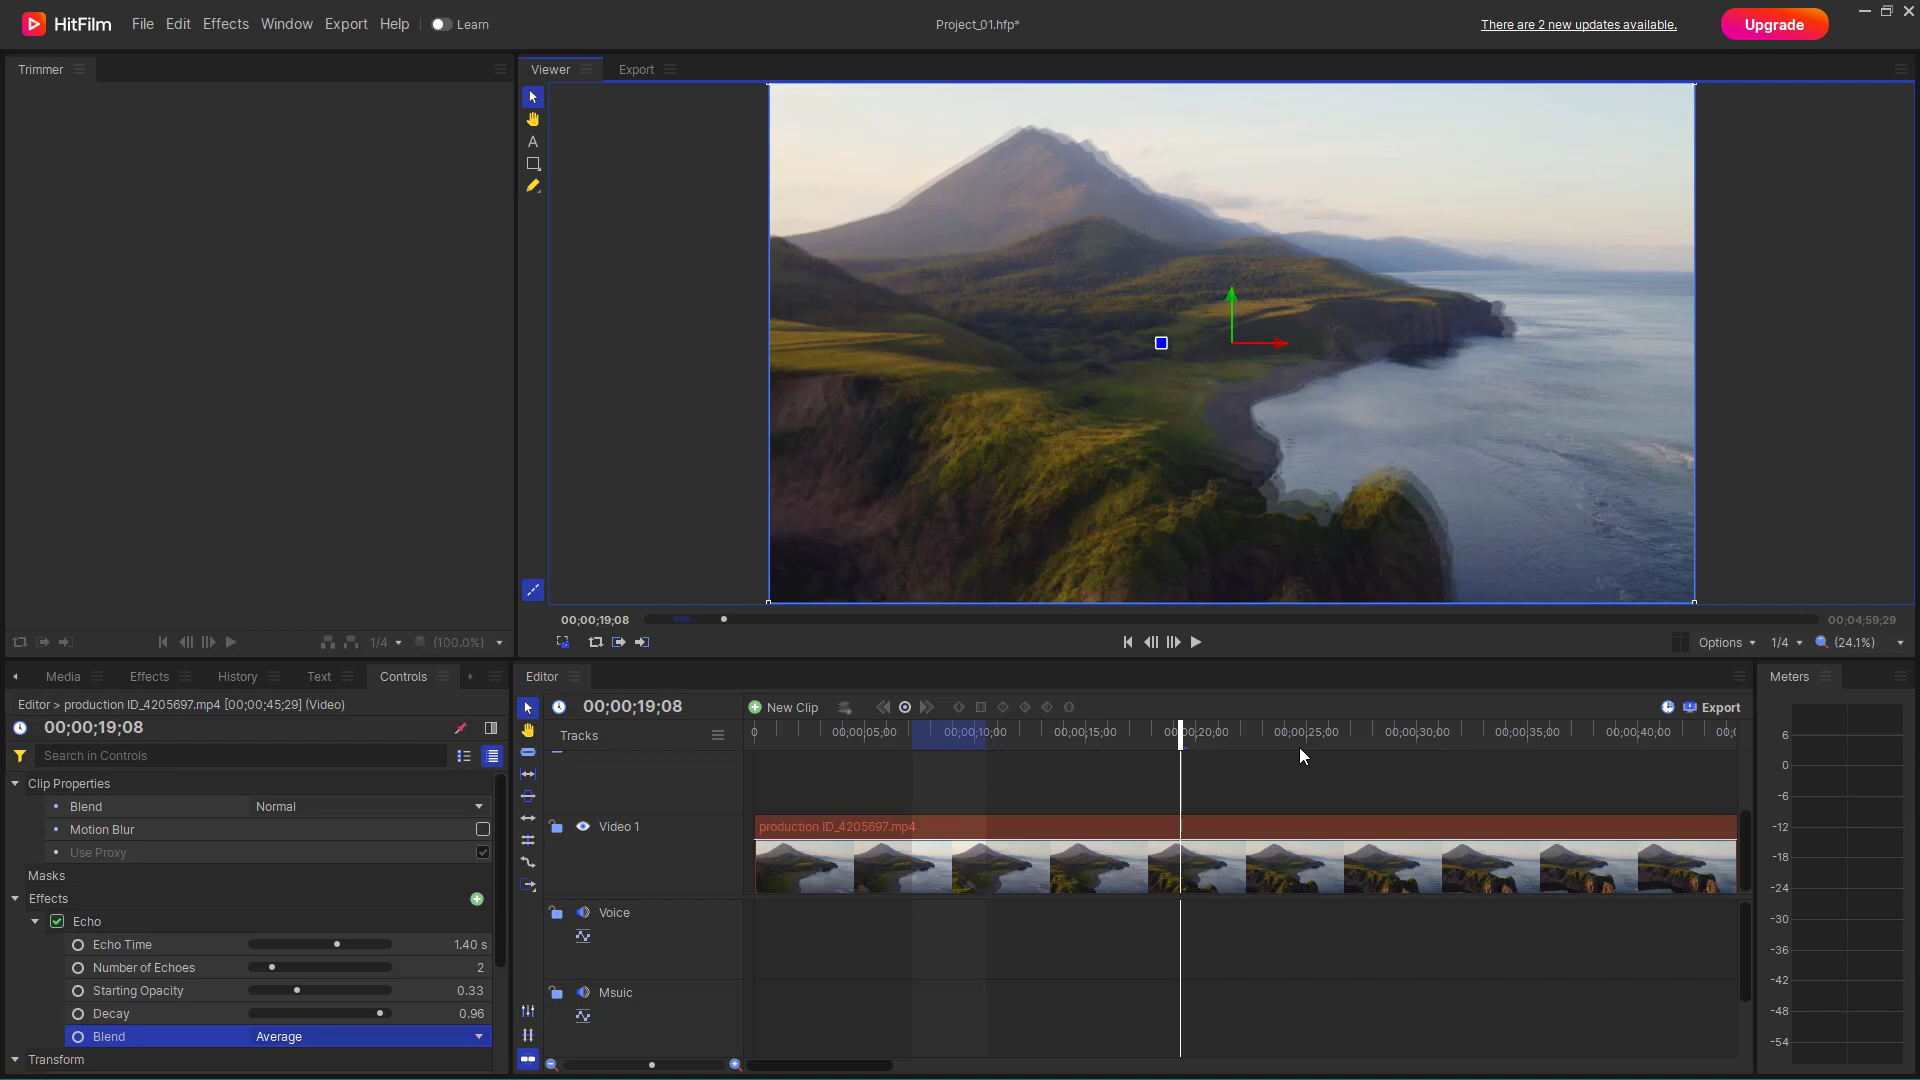 HitFilm File Edit Effects Window Export Help Learn Project_01.hfp* There are 2 new updates available. Upgrade
Trimmer Viewer Export
A
00;00;19;08 00;04;59;29
1/4 (100.0%) Options 1/4 (24.1%)
Media Effects History Text Controls Editor Meters
Editor > production ID_4205697.mp4 [00;00;45;29] (Video)
00;00;19;08
Search in Controls
Clip Properties
Blend Normal
Motion Blur
Use Proxy
Masks
Effects
Echo
Echo Time 1.40 s
Number of Echoes 2
Starting Opacity 0.33
Decay 0.96
Blend Average
Transform
00;00;19;08 New Clip Export
Tracks 0 00;00;05;00 00;00;10;00 00;00;15;00 00;00;20;00 00;00;25;00 00;00;30;00 00;00;35;00 00;00;40;00
Video 1 production ID_4205697.mp4
Voice
Msuic
6
0
-6
-12
-18
-24
-30
-36
-42
-48
-54